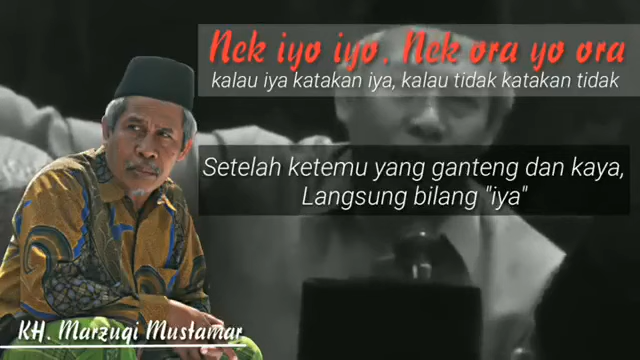 Nek iyo iyo. Nek ora yo ora
kalau iya katakan iya, kalau tidak katakan tidak
Setelah ketemu yang ganteng dan kaya,
Langsung bilang "iya"
KH. Marzuqi Mustamar